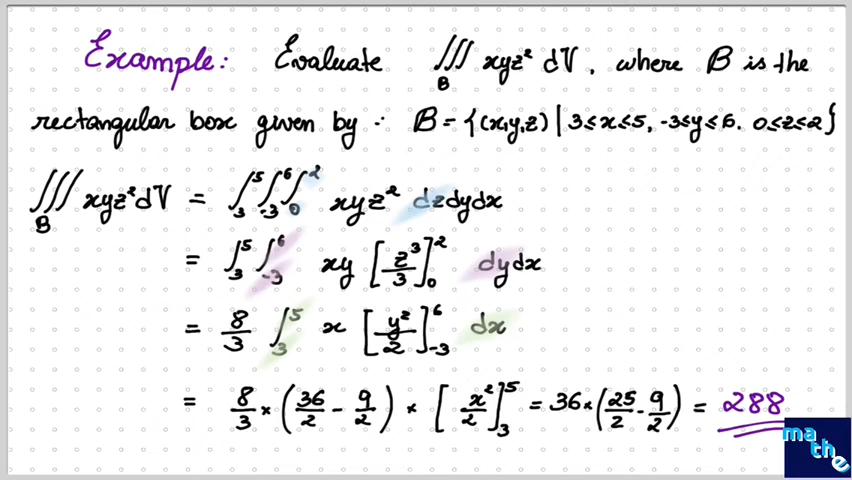 Example: Evaluate ∭_B xyz² dV, where B is the
rectangular box given by : B = {(x,y,z) | 3≤x≤5, -3≤y≤6. 0≤z≤2}
∭_B xyz² dV = ∫_3^5 ∫_-3^6 ∫_0^2 xyz² dzdydx
= ∫_3^5 ∫_-3^6 xy [z³/3]_0^2 dydx
= 8/3 ∫_3^5 x [y²/2]_-3^6 dx
= 8/3 × (36/2 - 9/2) × [x²/2]_3^5 = 36 × (25/2 - 9/2) = 288
ma
the